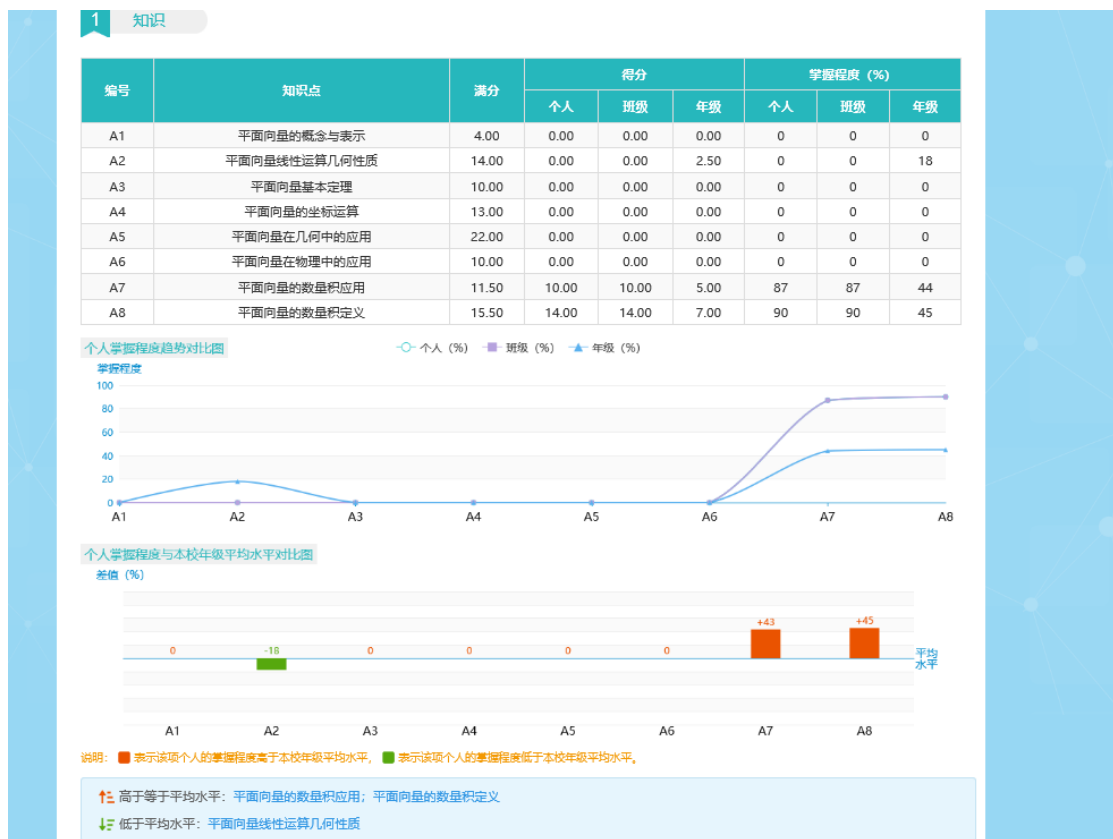 1 知识
编号 知识点 满分 得分 掌握程度（%）
个人 班级 年级 个人 班级 年级
A1 平面向量的概念与表示 4.00 0.00 0.00 0.00 0 0 0
A2 平面向量线性运算几何性质 14.00 0.00 0.00 2.50 0 0 18
A3 平面向量基本定理 10.00 0.00 0.00 0.00 0 0 0
A4 平面向量的坐标运算 13.00 0.00 0.00 0.00 0 0 0
A5 平面向量在几何中的应用 22.00 0.00 0.00 0.00 0 0 0
A6 平面向量在物理中的应用 10.00 0.00 0.00 0.00 0 0 0
A7 平面向量的数量积应用 11.50 10.00 10.00 5.00 87 87 44
A8 平面向量的数量积定义 15.50 14.00 14.00 7.00 90 90 45
个人掌握程度趋势对比图 个人（%） 班级（%） 年级（%）
掌握程度
100
80
60
40
20
0
A1 A2 A3 A4 A5 A6 A7 A8
个人掌握程度与本校年级平均水平对比图
差值（%）
0 -18 0 0 0 0 +43 +45
平均
水平
A1 A2 A3 A4 A5 A6 A7 A8
说明： 表示该项个人的掌握程度高于本校年级平均水平， 表示该项个人的掌握程度低于本校年级平均水平。
高于等于平均水平：平面向量的数量积应用；平面向量的数量积定义
低于平均水平：平面向量线性运算几何性质